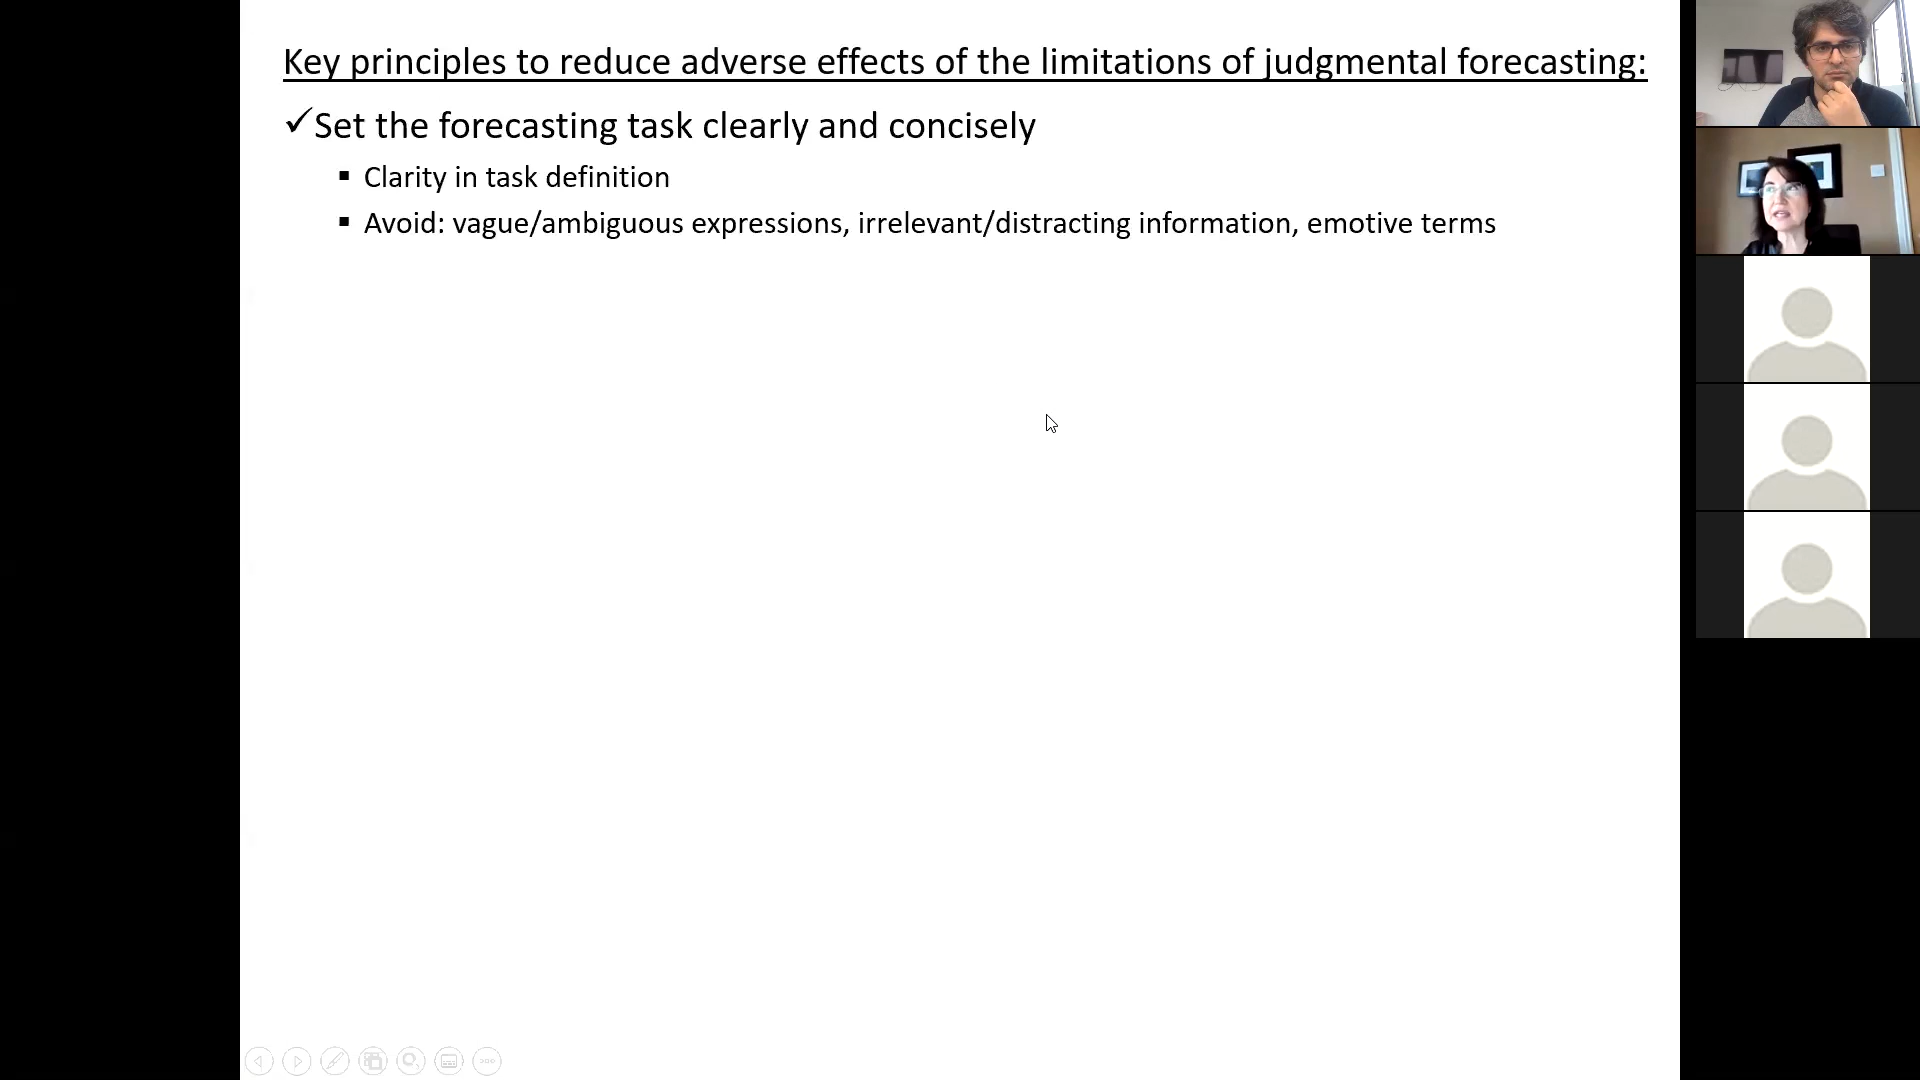 Key principles to reduce adverse effects of the limitations of judgmental forecasting:
✓Set the forecasting task clearly and concisely
▪ Clarity in task definition
▪ Avoid: vague/ambiguous expressions, irrelevant/distracting information, emotive terms